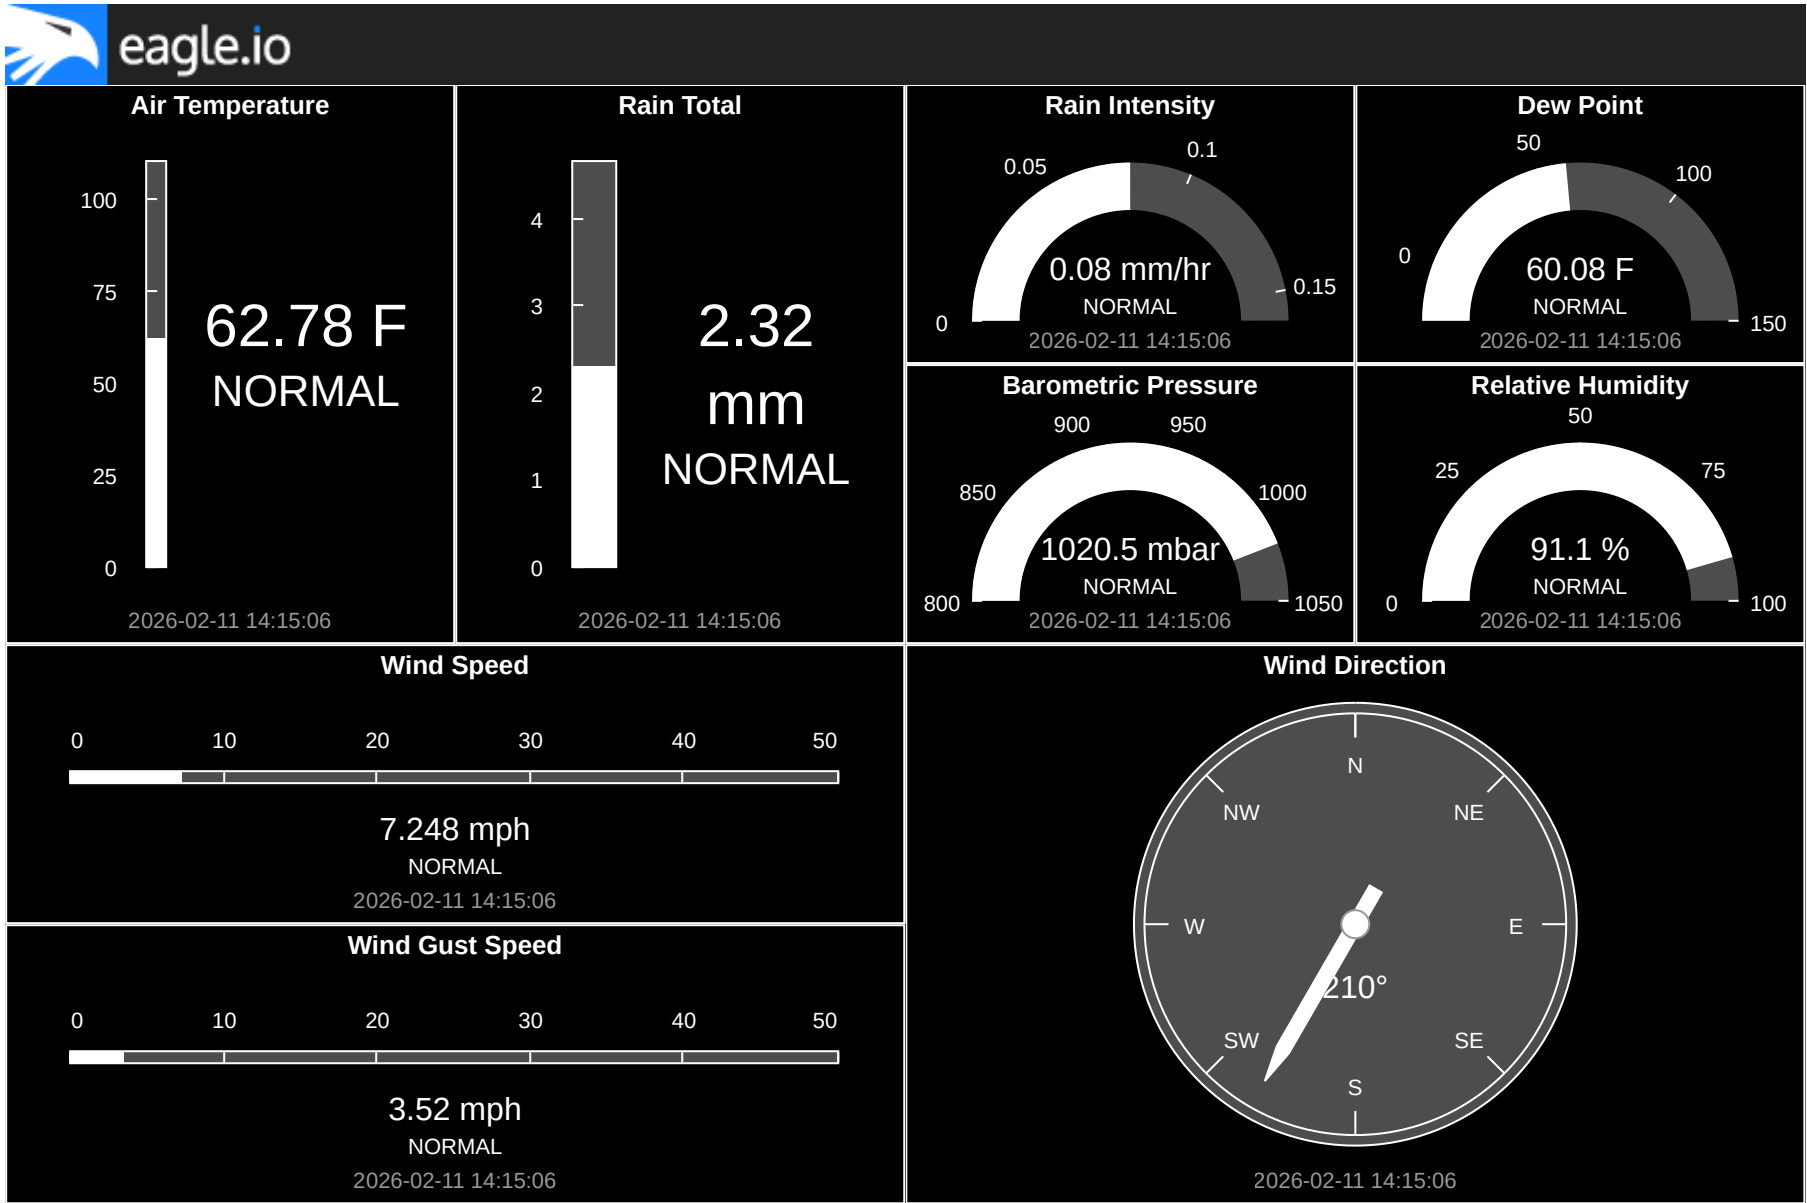 eagle.io
Air Temperature
100
75
50
25
0
62.78 F
NORMAL
2026-02-11 14:15:06
Rain Total
4
3
2
1
0
2.32
mm
NORMAL
2026-02-11 14:15:06
Rain Intensity
0
0.05
0.1
0.15
0.08 mm/hr
NORMAL
2026-02-11 14:15:06
Dew Point
0
50
100
150
60.08 F
NORMAL
2026-02-11 14:15:06
Barometric Pressure
800
850
900
950
1000
1050
1020.5 mbar
NORMAL
2026-02-11 14:15:06
Relative Humidity
0
25
50
75
100
91.1 %
NORMAL
2026-02-11 14:15:06
Wind Speed
0 10 20 30 40 50
7.248 mph
NORMAL
2026-02-11 14:15:06
Wind Gust Speed
0 10 20 30 40 50
3.52 mph
NORMAL
2026-02-11 14:15:06
Wind Direction
N
NW NE
W E
210°
SW SE
S
2026-02-11 14:15:06